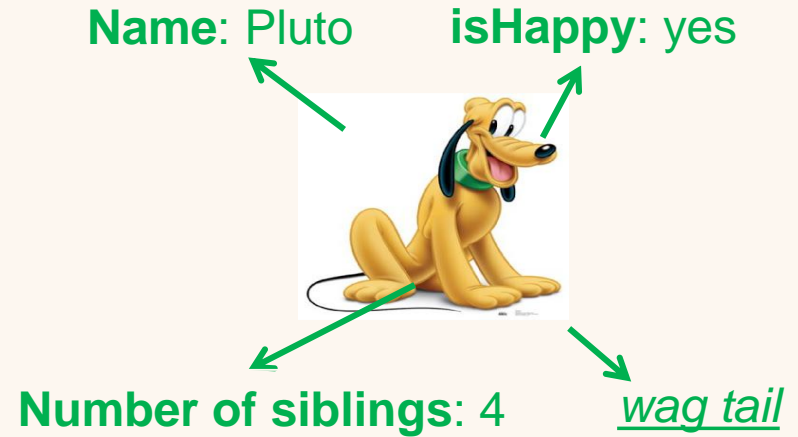 Name: Pluto
isHappy: yes
Number of siblings: 4
wag tail